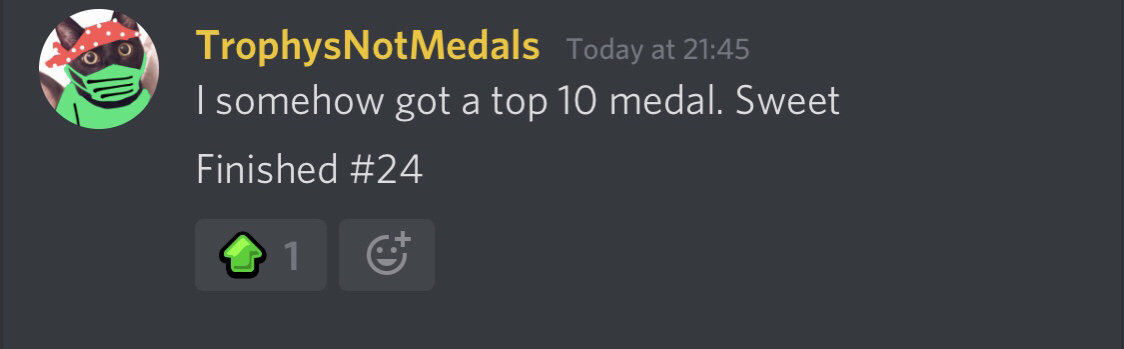 TrophysNotMedals Today at 21:45
I somehow got a top 10 medal. Sweet
Finished #24
1